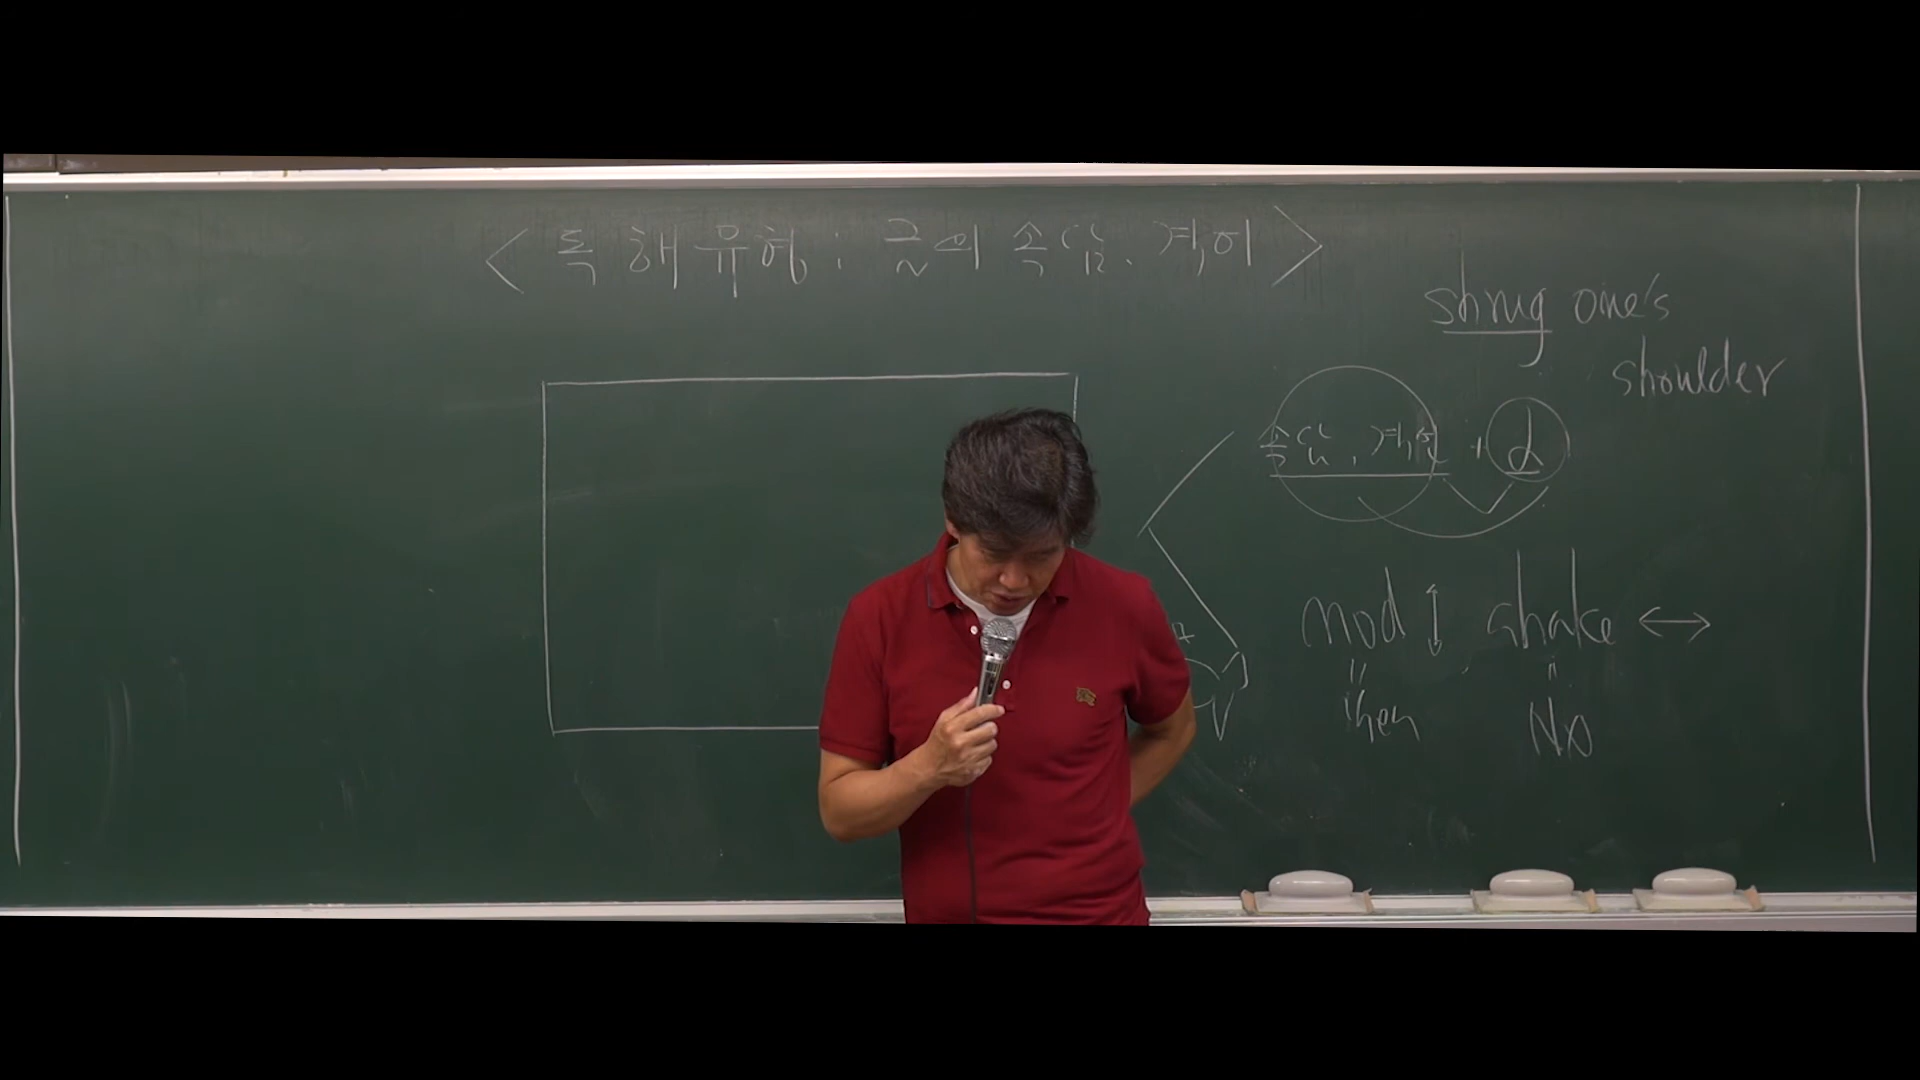 < 독해유형 : 글의 속담, 격언 >
shrug one's
shoulder
속담, 격언 + α
nod ↕ shake ↔
" "
Yes No